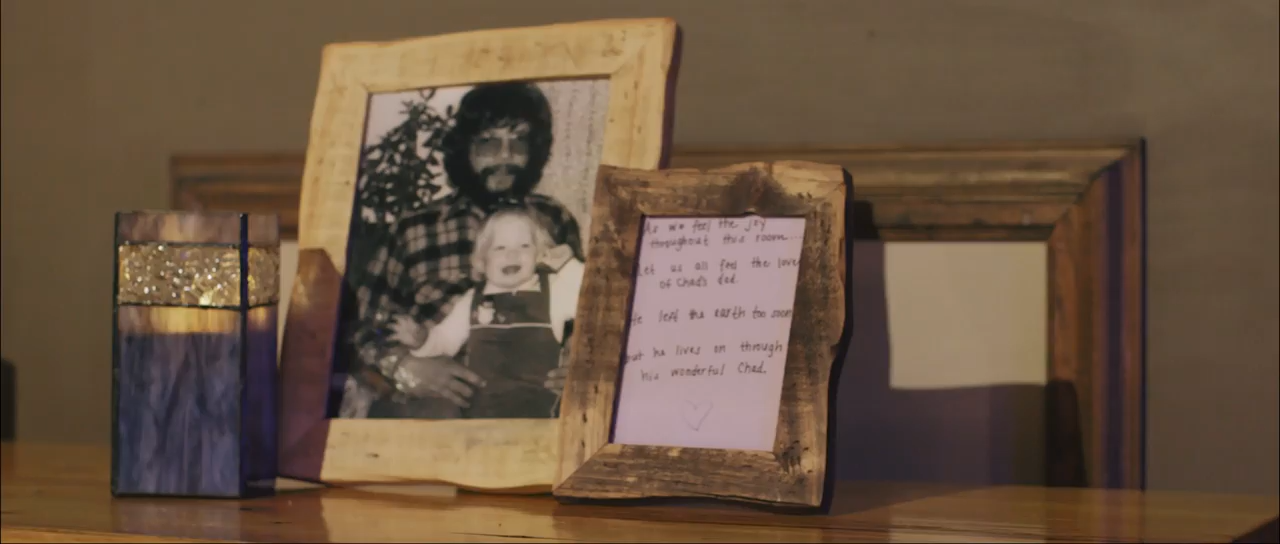 As we feel the joy
throughout this room...
Let us all feel the love
of Chad's dad.
He left the earth too soon
but he lives on through
his wonderful Chad.